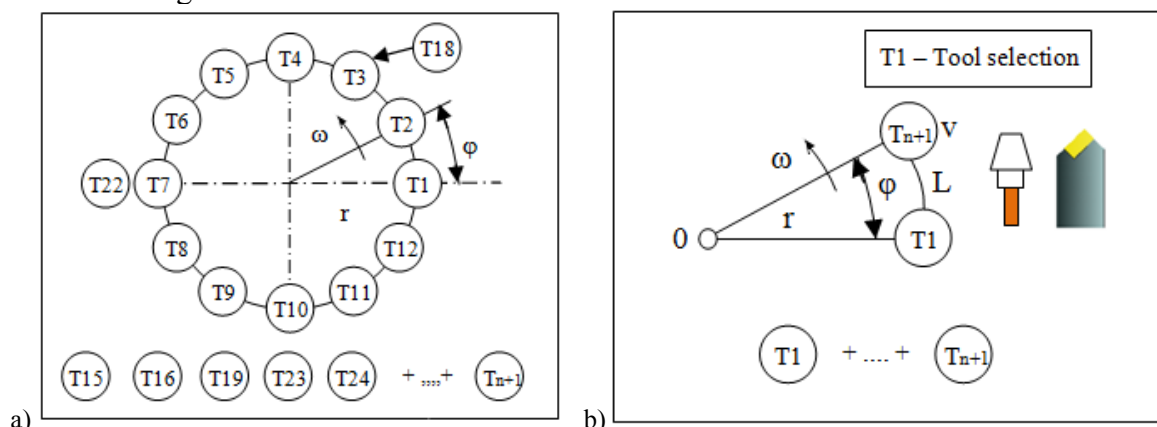 T4
T18
T5
T3
T6
ω
T2
φ
T22
T7
r
T1
T8
T12
T9
T11
T10
T15 T16 T19 T23 T24 + ,,,,+ Tn+1
a)
T1 – Tool selection
Tn+1 v
ω
φ
L
0
r
T1
T1 + .... + Tn+1
b)